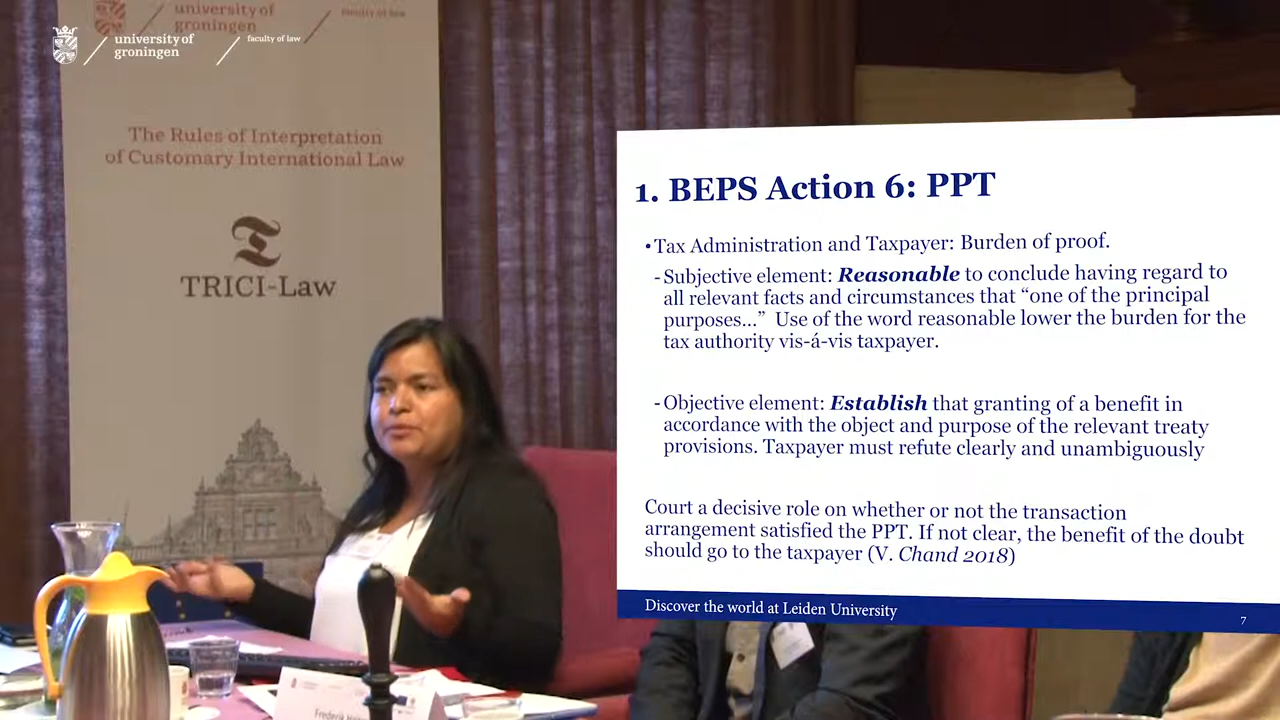 university of
groningen
faculty of law
university of
groningen
faculty of law
The Rules of Interpretation
of Customary International Law
TRICI-Law
1. BEPS Action 6: PPT
•Tax Administration and Taxpayer: Burden of proof.
-Subjective element: Reasonable to conclude having regard to
all relevant facts and circumstances that “one of the principal
purposes...” Use of the word reasonable lower the burden for the
tax authority vis-á-vis taxpayer.
-Objective element: Establish that granting of a benefit in
accordance with the object and purpose of the relevant treaty
provisions. Taxpayer must refute clearly and unambiguously
Court a decisive role on whether or not the transaction
arrangement satisfied the PPT. If not clear, the benefit of the doubt
should go to the taxpayer (V. Chand 2018)
Discover the world at Leiden University
7
Frederik